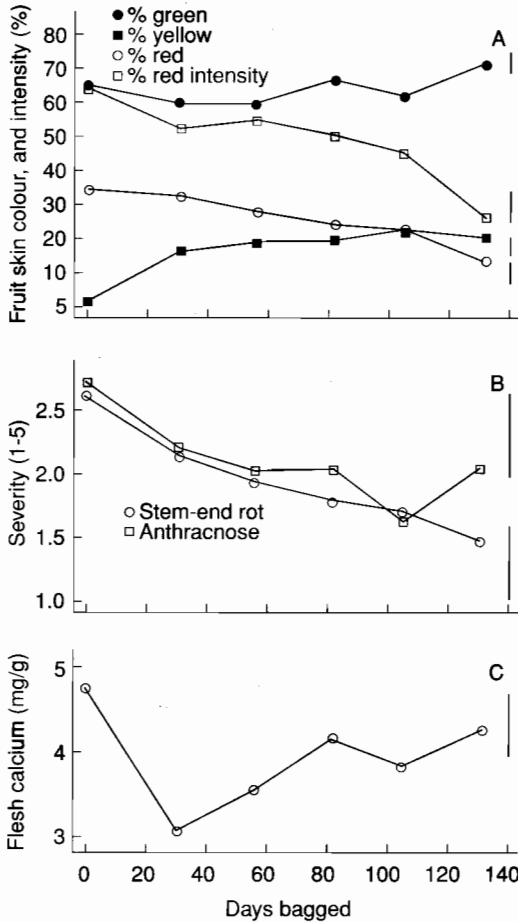 ● % green
■ % yellow
○ % red
□ % red intensity
A
Fruit skin colour, and intensity (%)
80
70
60
50
40
30
20
10
5
B
Severity (1-5)
2.5
2.0
1.5
1.0
○ Stem-end rot
□ Anthracnose
C
Flesh calcium (mg/g)
5
4
3
0 20 40 60 80 100 120 140
Days bagged